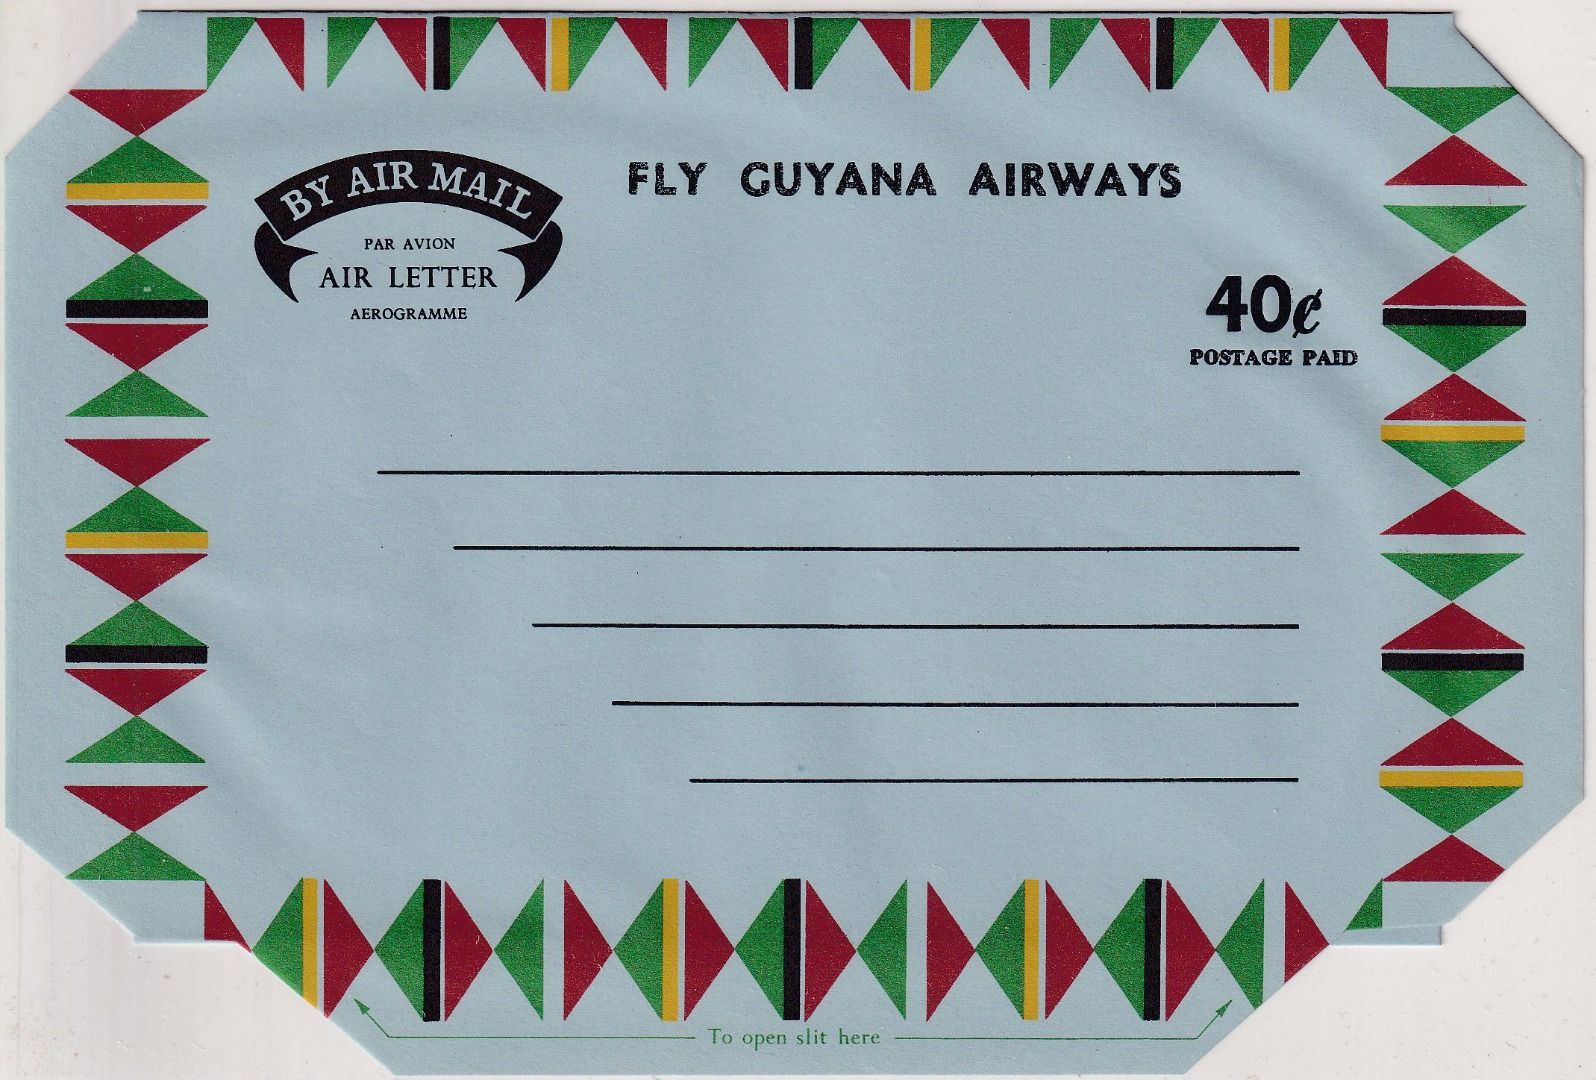 BY AIR MAIL
PAR AVION
AIR LETTER
AEROGRAMME
FLY GUYANA AIRWAYS
40¢
POSTAGE PAID
To open slit here